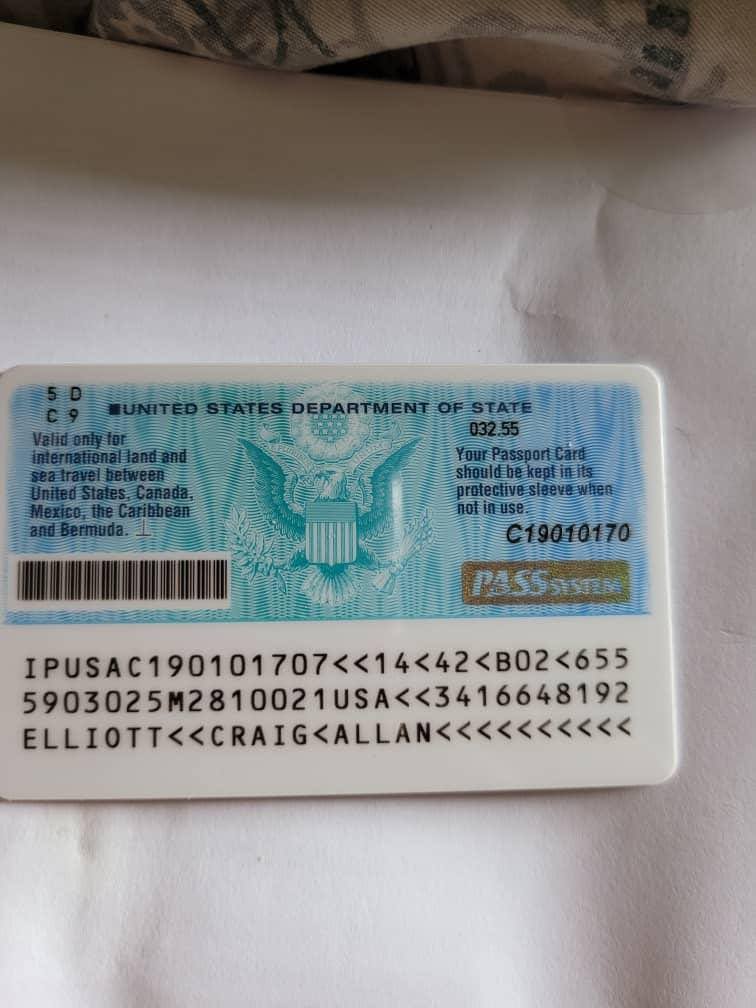 5 D
C 9
■UNITED STATES DEPARTMENT OF STATE
032.55
Valid only for
international land and
sea travel between
United States, Canada,
Mexico, the Caribbean
and Bermuda.
Your Passport Card
should be kept in its
protective sleeve when
not in use.
C19010170
PASS SYSTEM
IPUSAC190101707<<14<42<B02<655
5903025M2810021USA<<3416648192
ELLIOTT<<CRAIG<ALLAN<<<<<<<<<<